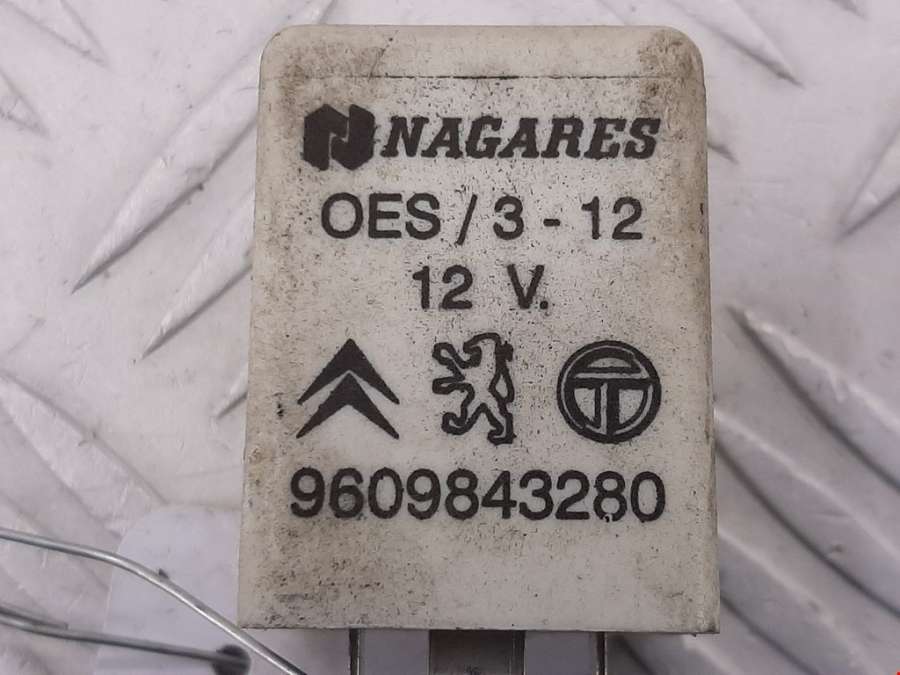 NAGARES
OES / 3 - 12
12 V.
9609843280